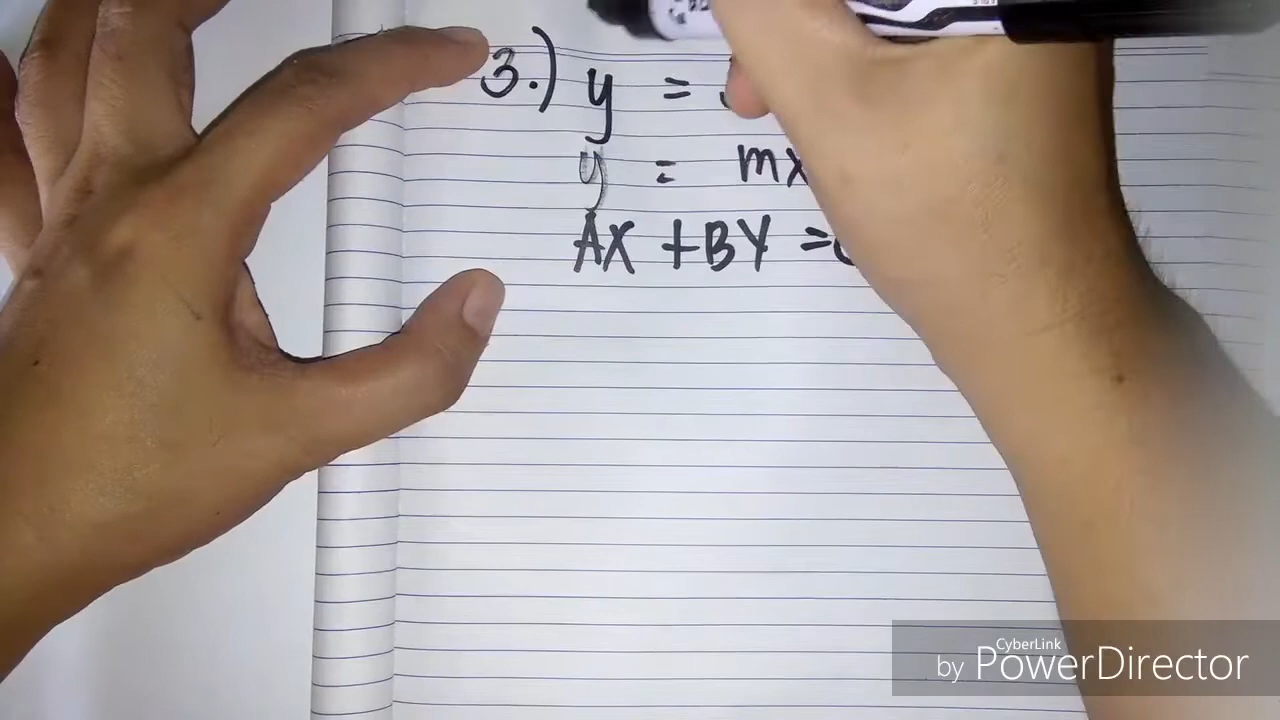 3.) y =
y = mx
AX + BY =
CyberLink
by PowerDirector